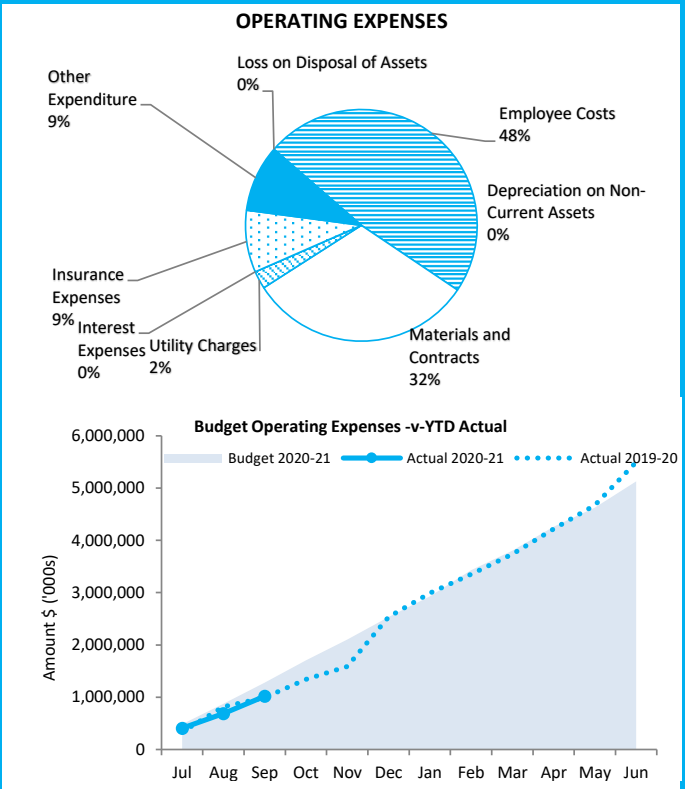 OPERATING EXPENSES
Loss on Disposal of Assets
0%
Other
Expenditure
9%
Employee Costs
48%
Depreciation on Non-
Current Assets
0%
Insurance
Expenses
9%
Interest
Expenses
0%
Utility Charges
2%
Materials and
Contracts
32%
Budget Operating Expenses -v-YTD Actual
Budget 2020-21
Actual 2020-21
Actual 2019-20
Amount $ ('000s)
6,000,000
5,000,000
4,000,000
3,000,000
2,000,000
1,000,000
0
Jul Aug Sep Oct Nov Dec Jan Feb Mar Apr May Jun